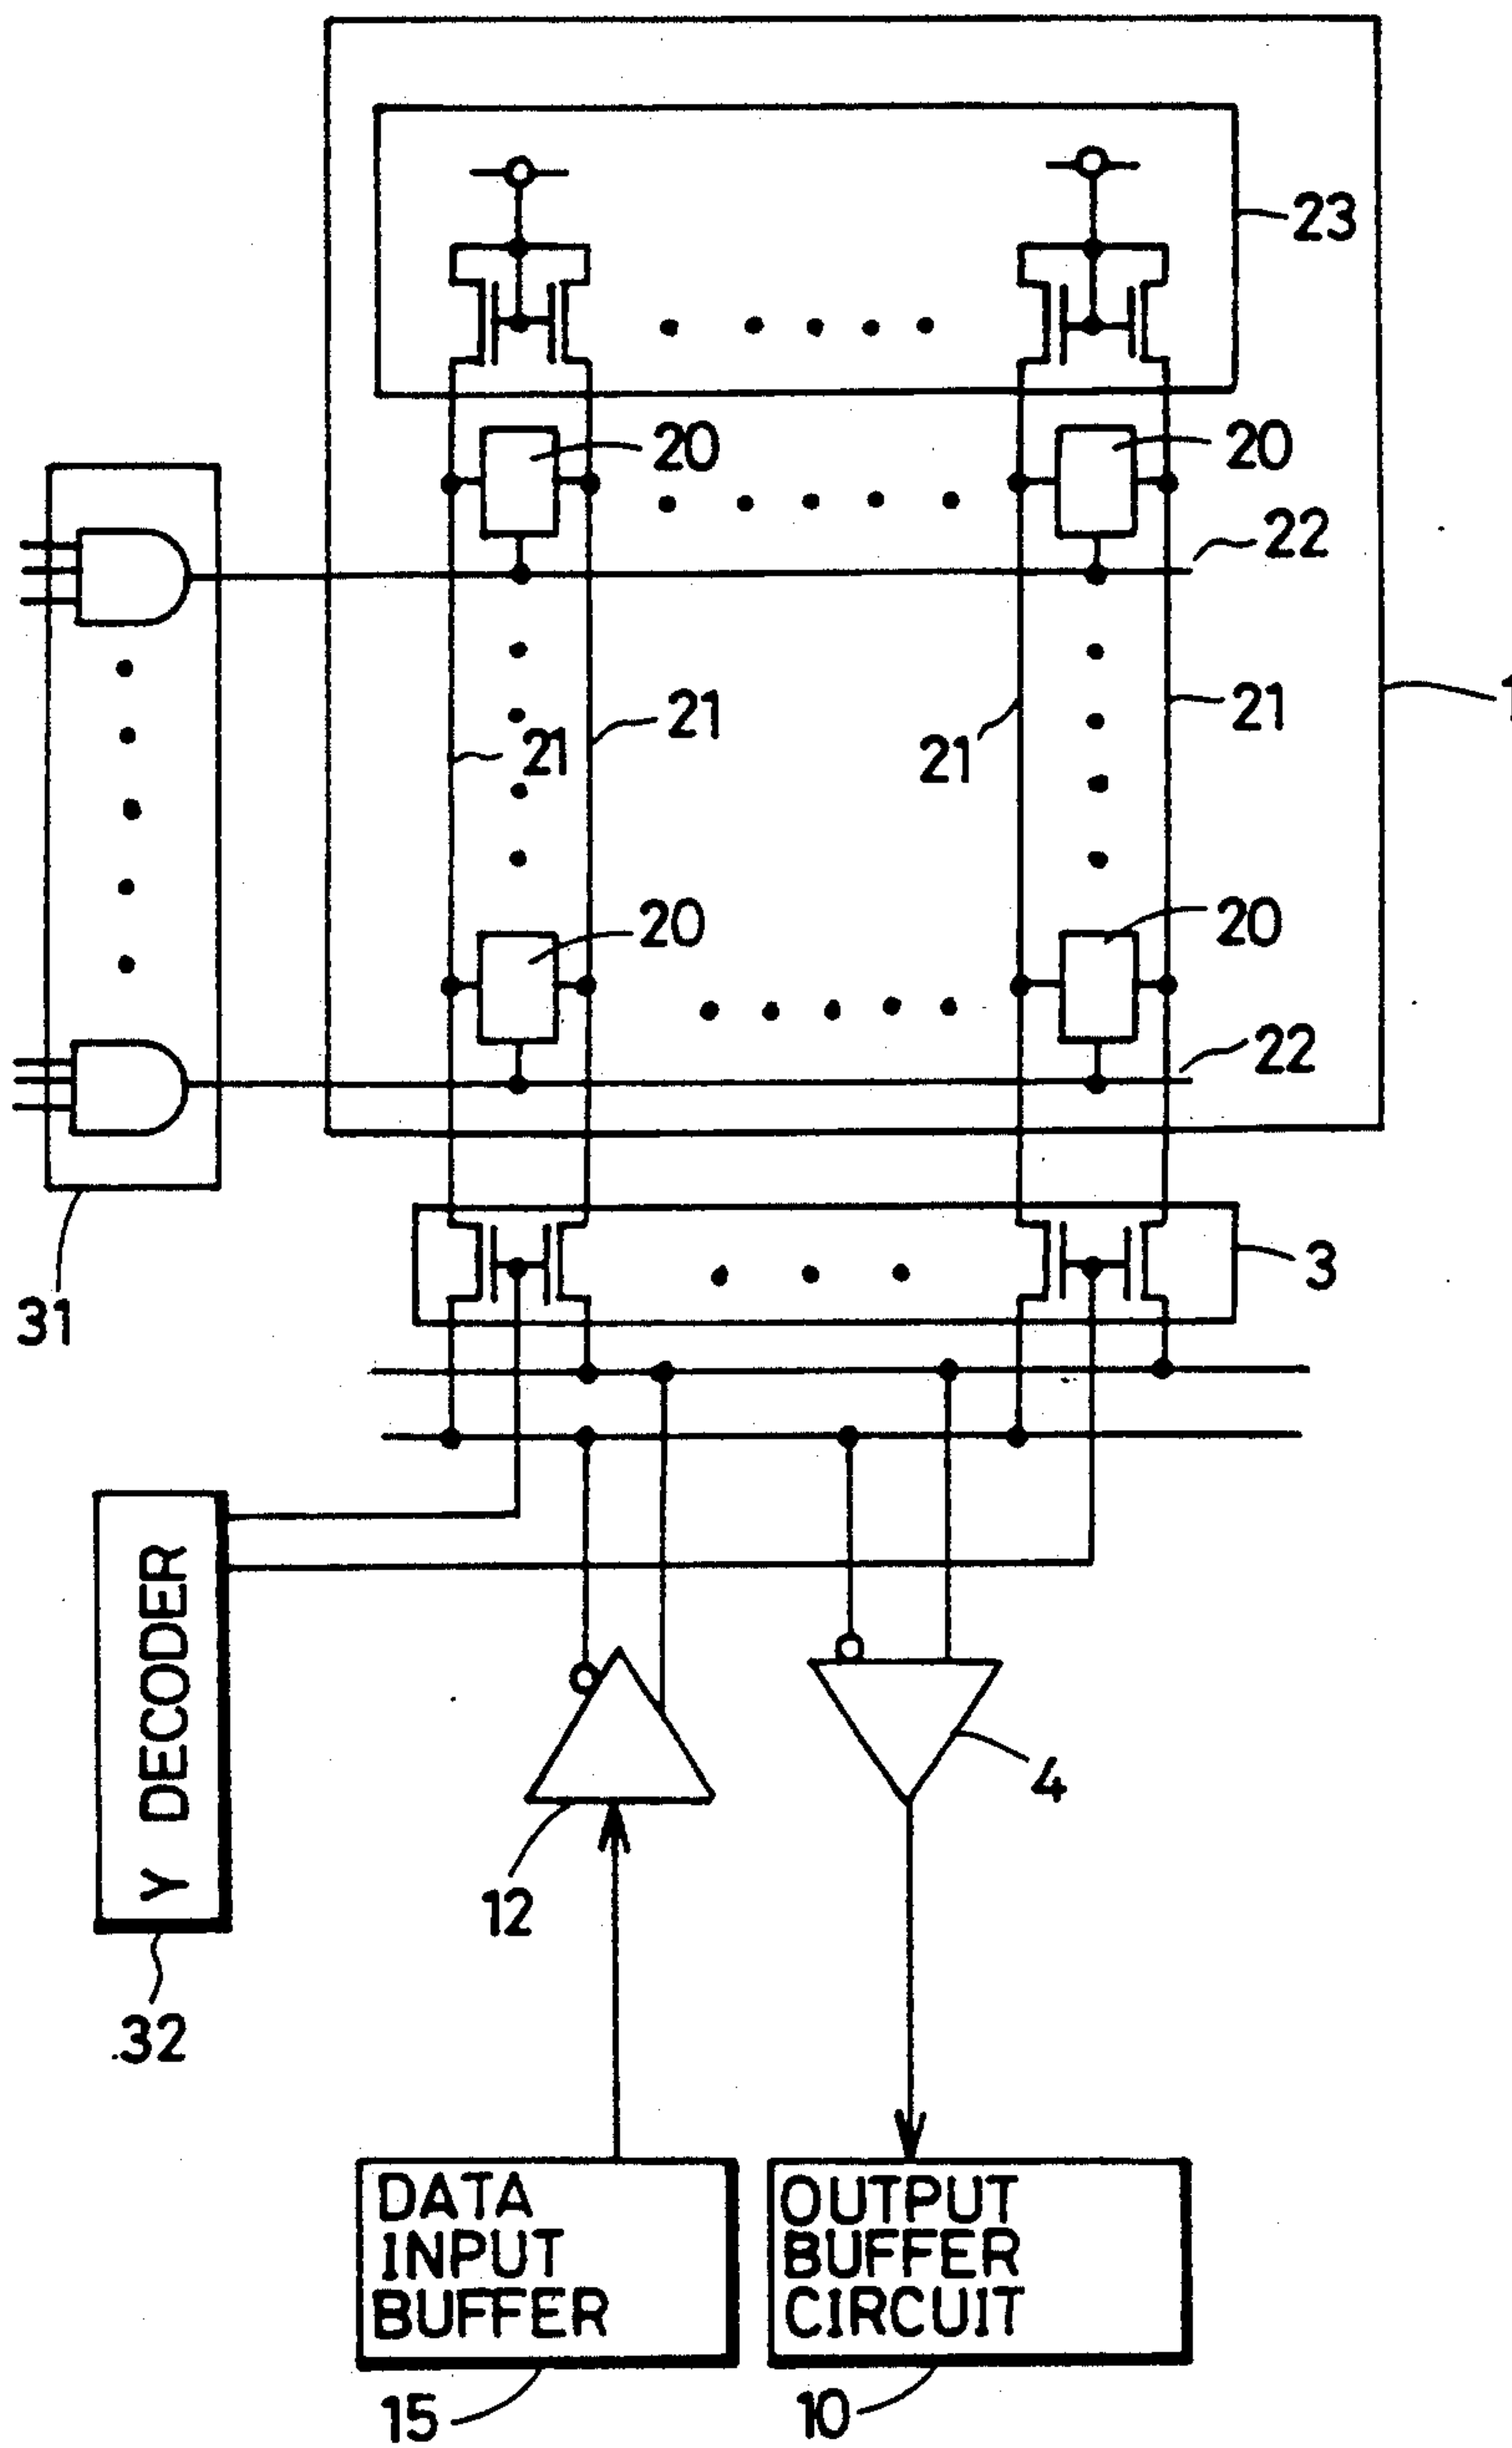 23
20
20
22
21
21
21
21
1
20
20
22
31
3
Y DECODER
4
12
32
DATA
INPUT
BUFFER
OUTPUT
BUFFER
CIRCUIT
15
10